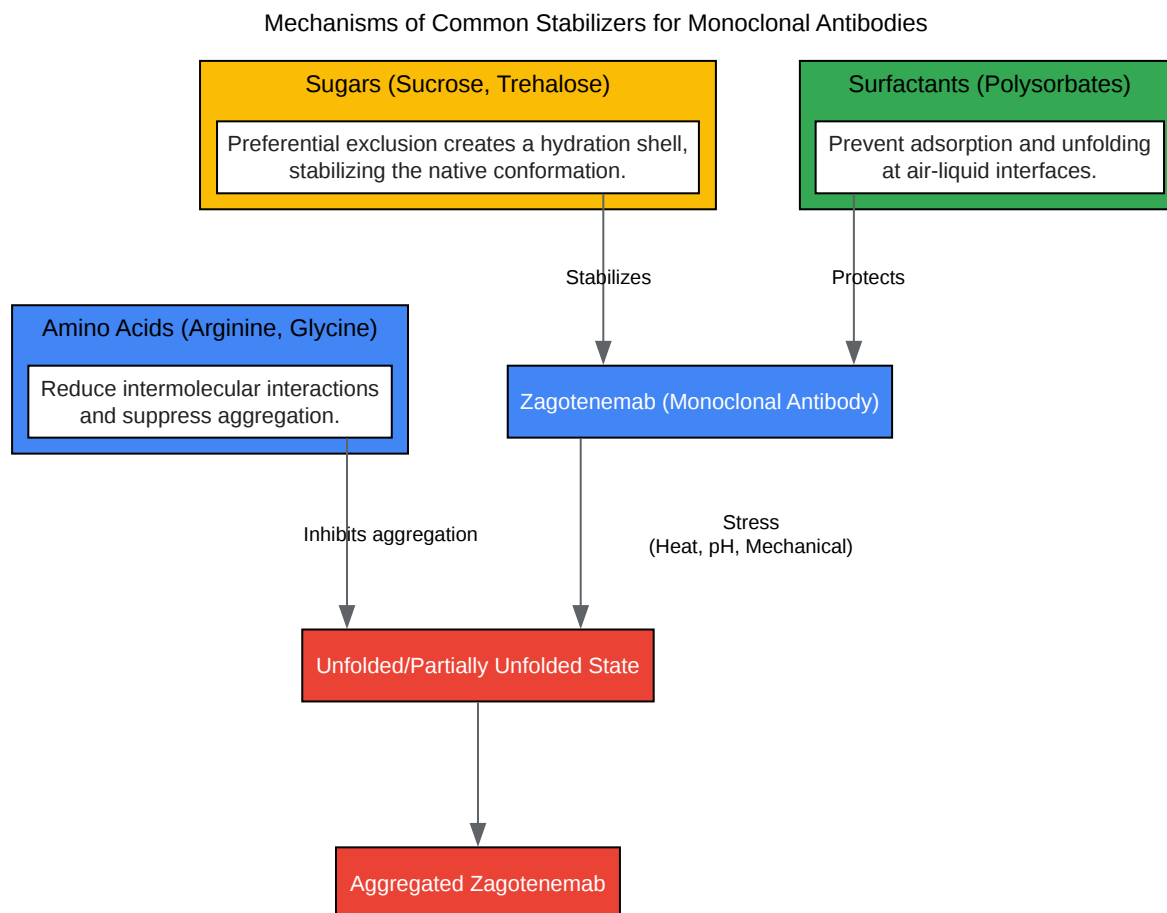 Mechanisms of Common Stabilizers for Monoclonal Antibodies
Sugars (Sucrose, Trehalose)
Preferential exclusion creates a hydration shell,
stabilizing the native conformation.
Surfactants (Polysorbates)
Prevent adsorption and unfolding
at air-liquid interfaces.
Stabilizes
Protects
Amino Acids (Arginine, Glycine)
Reduce intermolecular interactions
and suppress aggregation.
Zagotenemab (Monoclonal Antibody)
Inhibits aggregation
Stress
(Heat, pH, Mechanical)
Unfolded/Partially Unfolded State
Aggregated Zagotenemab